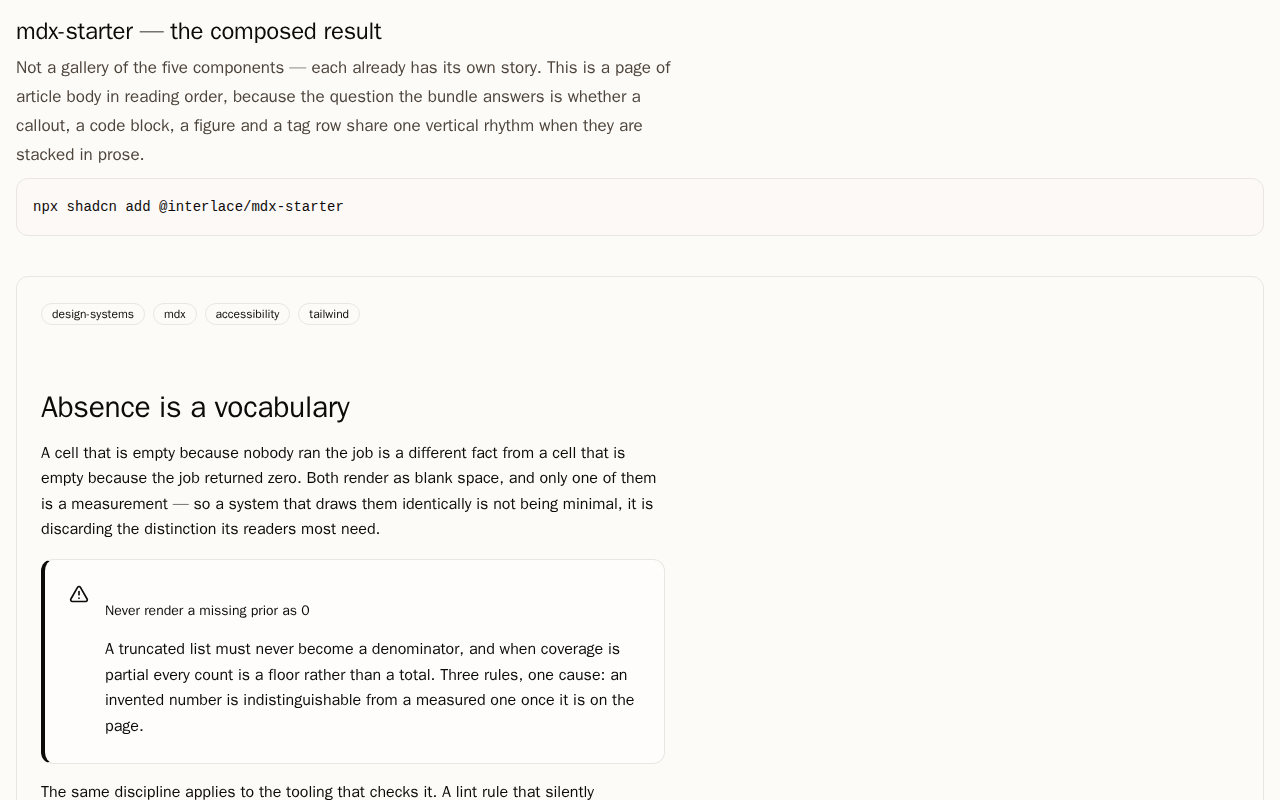 mdx-starter — the composed result
Not a gallery of the five components — each already has its own story. This is a page of
article body in reading order, because the question the bundle answers is whether a
callout, a code block, a figure and a tag row share one vertical rhythm when they are
stacked in prose.
npx shadcn add @interlace/mdx-starter
design-systems mdx accessibility tailwind
Absence is a vocabulary
A cell that is empty because nobody ran the job is a different fact from a cell that is
empty because the job returned zero. Both render as blank space, and only one of them
is a measurement — so a system that draws them identically is not being minimal, it is
discarding the distinction its readers most need.
Never render a missing prior as 0
A truncated list must never become a denominator, and when coverage is
partial every count is a floor rather than a total. Three rules, one cause: an
invented number is indistinguishable from a measured one once it is on the
page.
The same discipline applies to the tooling that checks it. A lint rule that silently